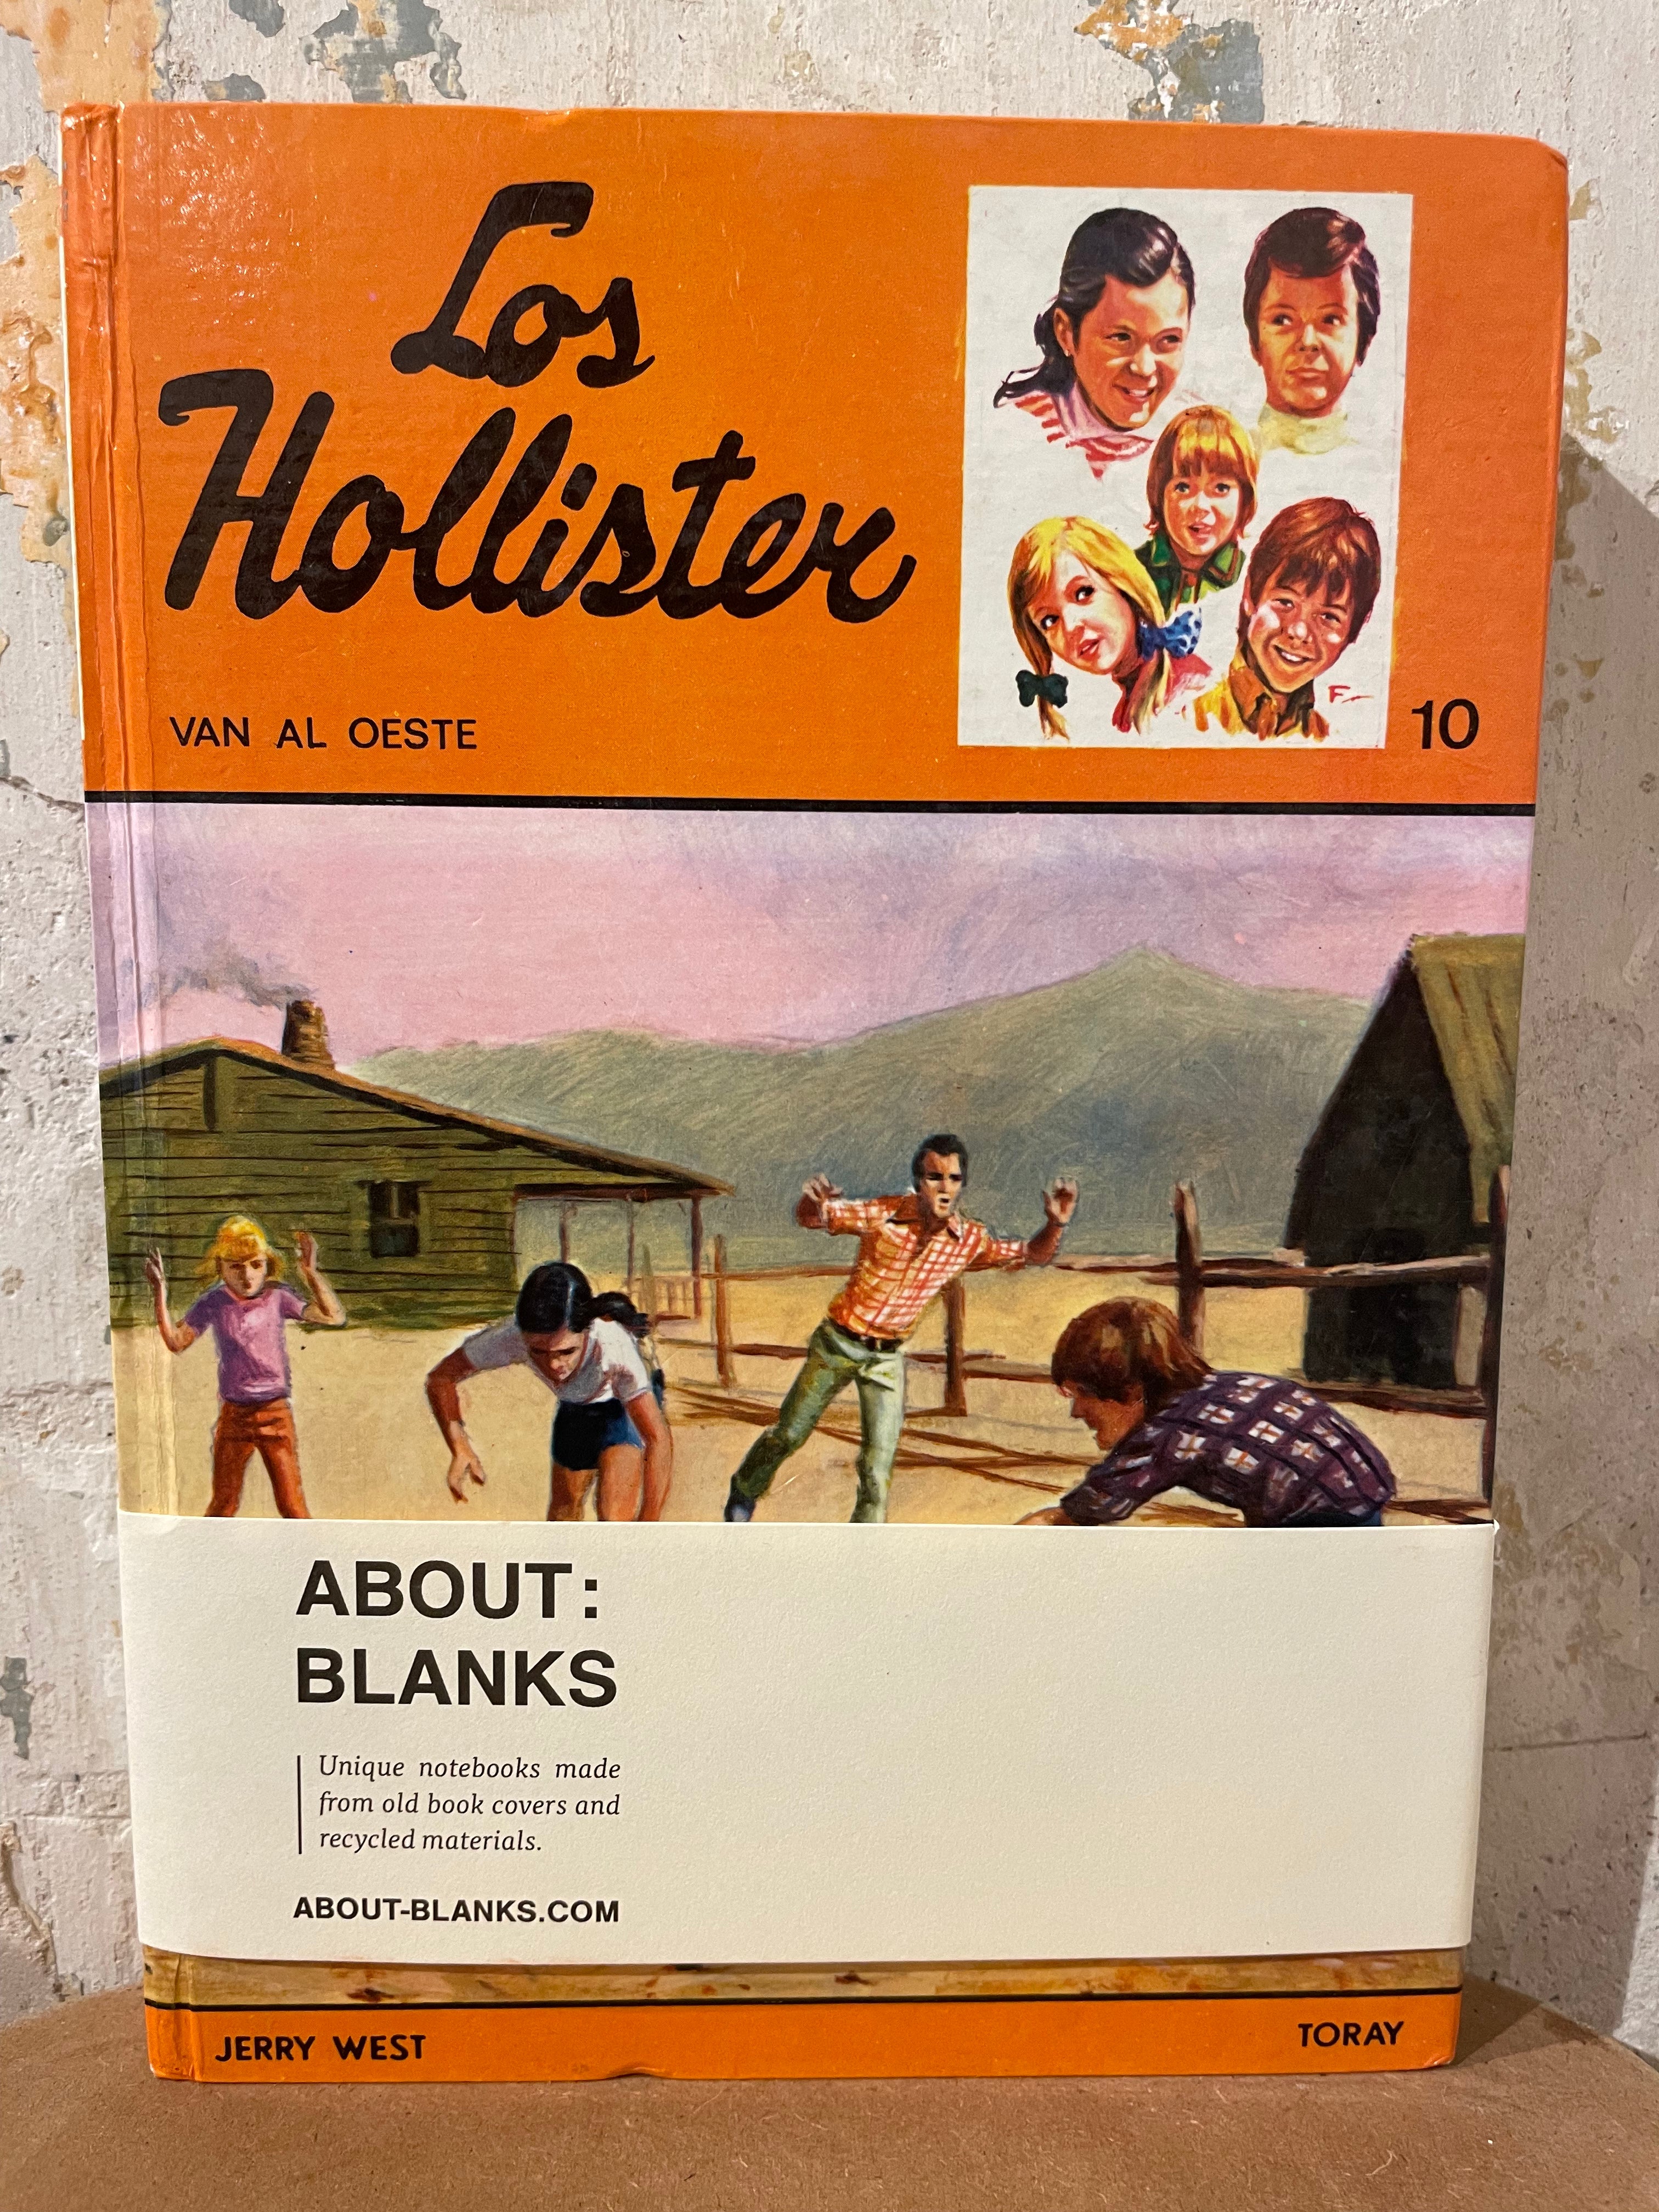 Los
Hollister
VAN AL OESTE
10
F
ABOUT:
BLANKS
Unique notebooks made
from old book covers and
recycled materials.
ABOUT-BLANKS.COM
JERRY WEST
TORAY